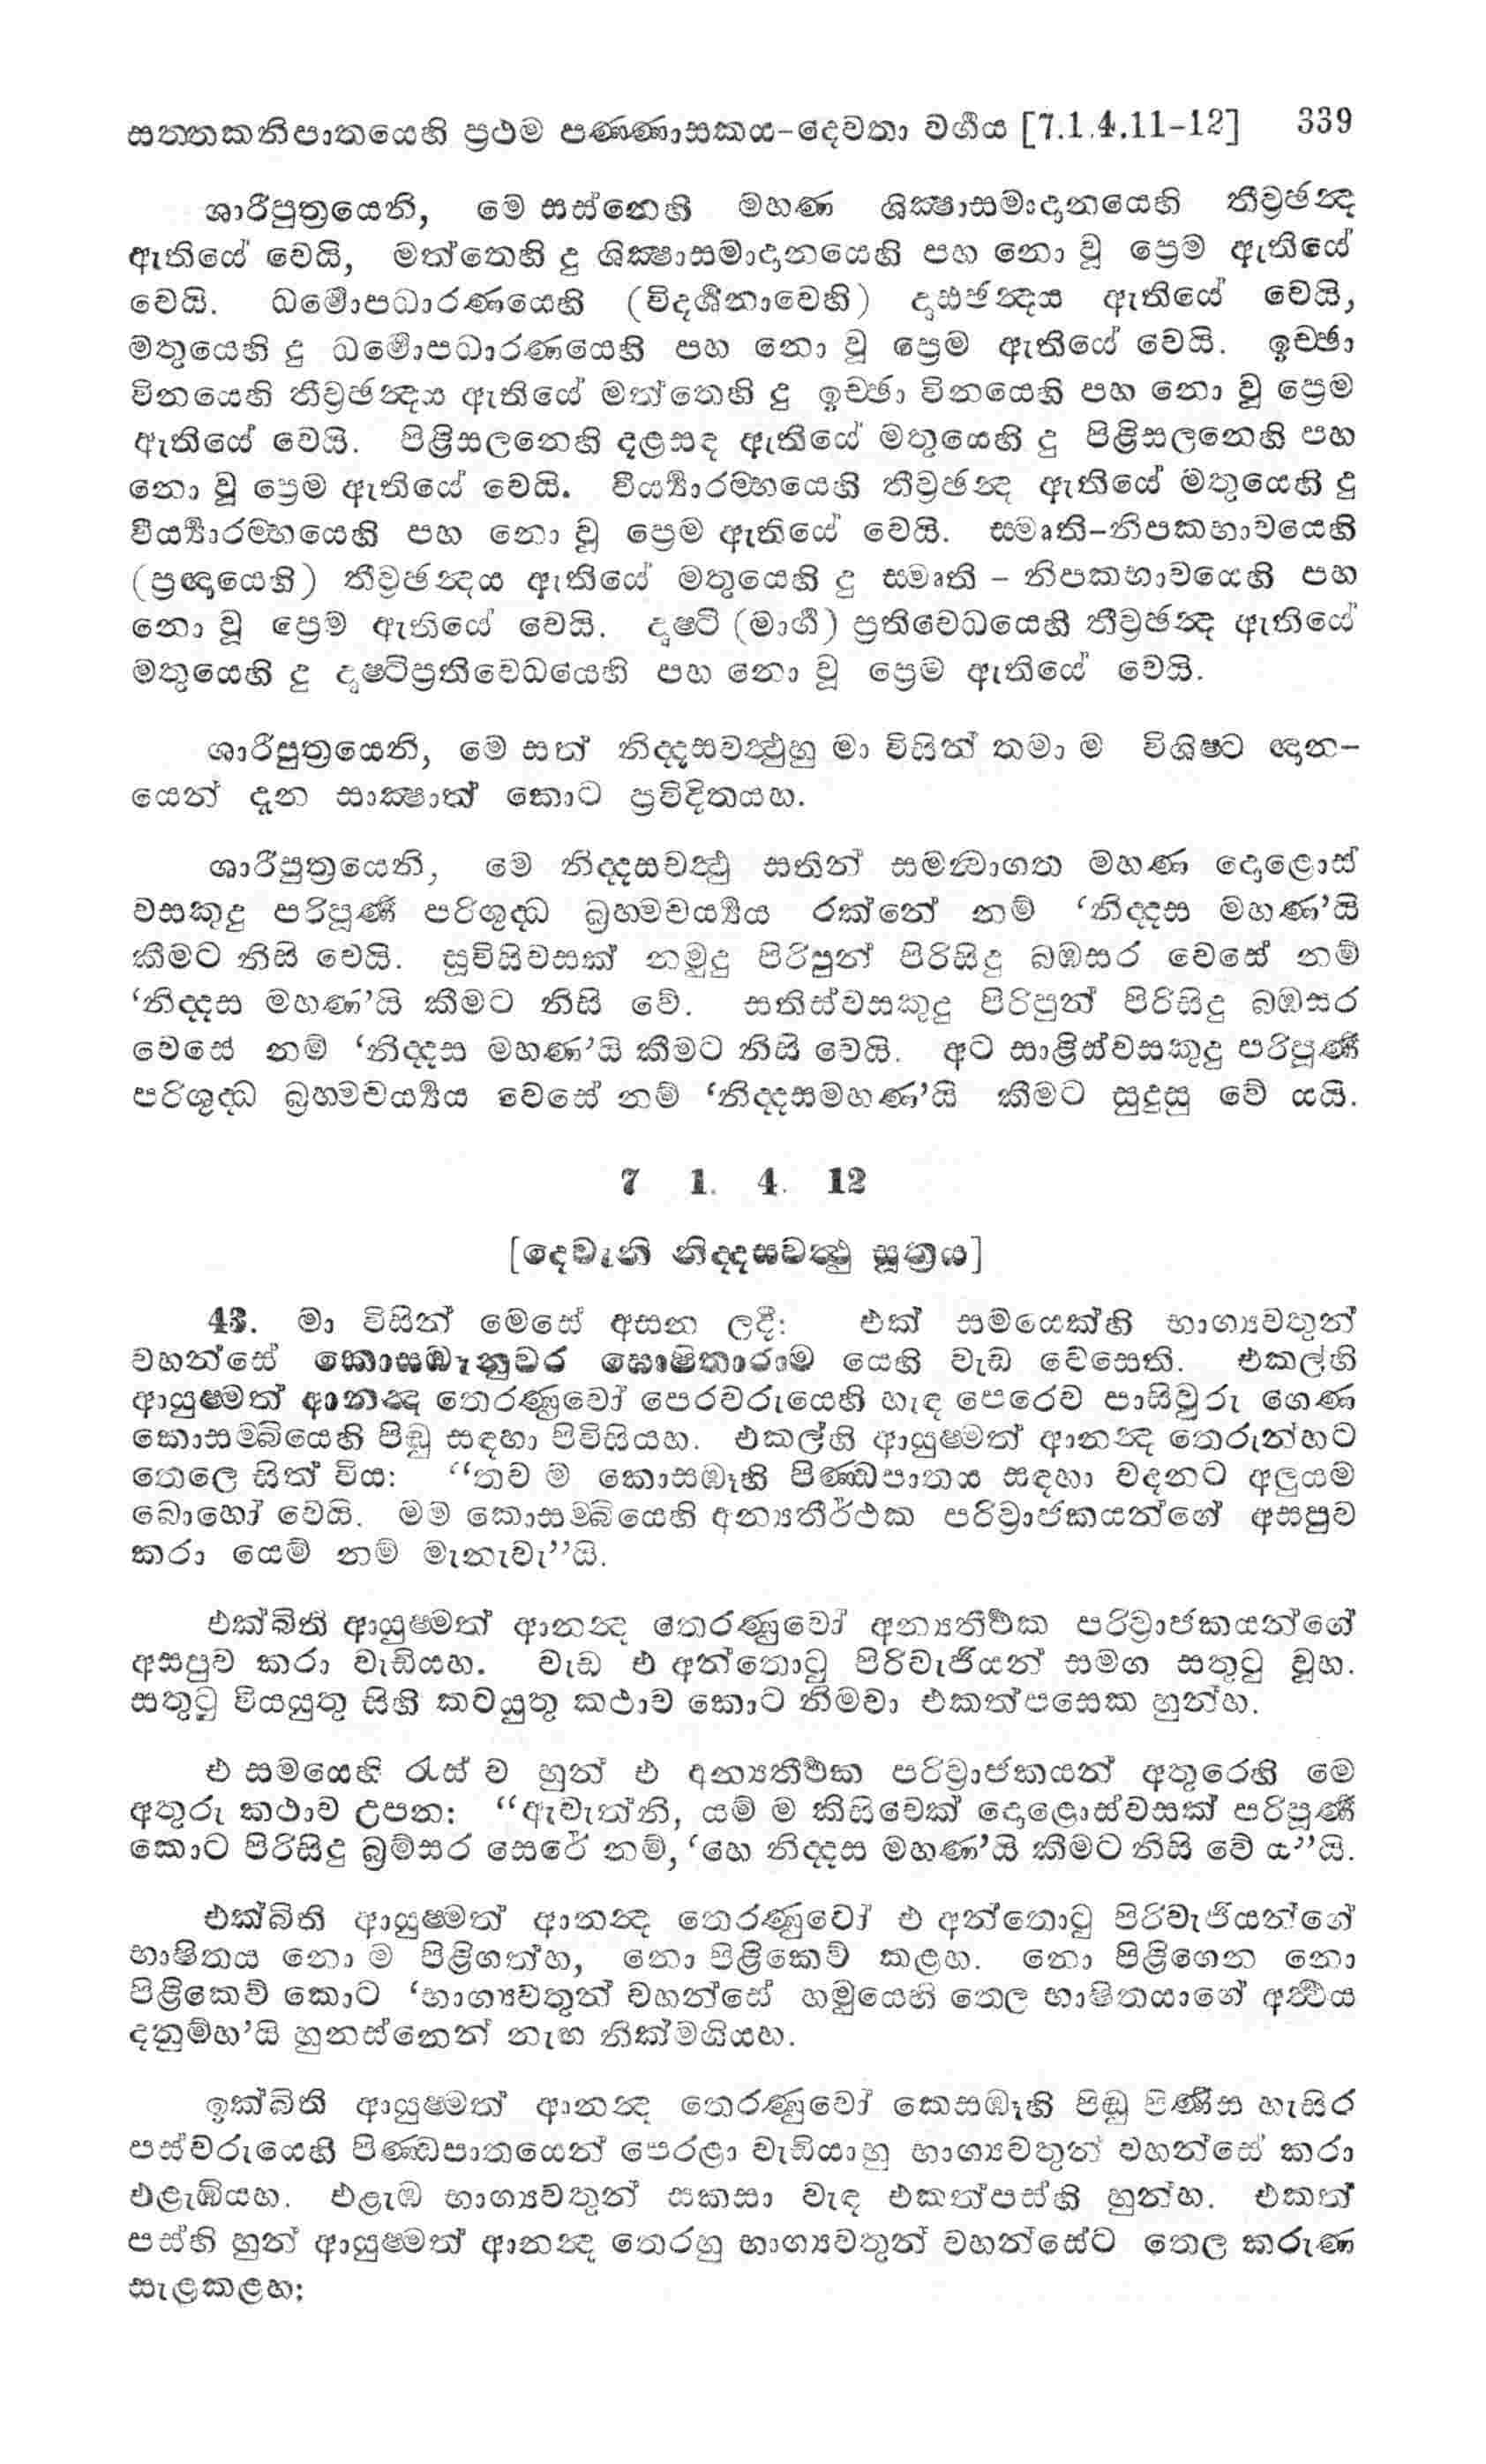 සත්තකනිපාතයෙහි ප්‍රථම පණ්ණාසකය-දෙවතා වර්ගය [7.1.4.11-12] 339
ශාරීපුත්‍රයෙනි, මේ සස්නෙහි මහණ ශික්‍ෂාසමාදානයෙහි තීව්‍රඡන්‍ද
ඇතියේ වෙයි, මත්තෙහි දු ශික්‍ෂාසමාදානයෙහි පහ නො වූ ප්‍රෙම ඇතියේ
වෙයි. ධර්‍මොපධාරණයෙහි (විදර්‍ශනාවෙහි) දෘඪඡන්‍දය ඇතියේ වෙයි,
මතුයෙහි දු ධර්‍මොපධාරණයෙහි පහ නො වූ ප්‍රෙම ඇතියේ වෙයි. ඉච්ඡා
විනයෙහි තීව්‍රඡන්‍දය ඇතියේ මත්තෙහි දු ඉච්ඡා විනයෙහි පහ නො වූ ප්‍රෙම
ඇතියේ වෙයි. පිළිසලනෙහි දළසඳ ඇතියේ මතුයෙහි දු පිළිසලනෙහි පහ
නො වූ ප්‍රෙම ඇතියේ වෙයි. වීර්‍ය්‍යාරම්භයෙහි තීව්‍රඡන්‍ද ඇතියේ මතුයෙහි දු
වීර්‍ය්‍යාරම්භයෙහි පහ නො වූ ප්‍රෙම ඇතියේ වෙයි. ස්මෘති-නිපකභාවයෙහි
(ප්‍රඥායෙහි) තීව්‍රඡන්‍දය ඇතියේ මතුයෙහි දු ස්මෘති - නිපකභාවයෙහි පහ
නො වූ ප්‍රෙම ඇතියේ වෙයි. දෘෂ්ටි (මාර්‍ග) ප්‍රතිවෙධයෙහි තීව්‍රඡන්‍ද ඇතියේ
මතුයෙහි දු දෘෂ්ටිප්‍රතිවෙධයෙහි පහ නො වූ ප්‍රෙම ඇතියේ වෙයි.
ශාරීපුත්‍රයෙනි, මේ සත් නිද්දසවත්‍ථුහු මා විසින් තමා ම විශිෂ්ට ඥාන-
යෙන් දැන සාක්‍ෂාත් කොට ප්‍රවිදිතයහ.
ශාරීපුත්‍රයෙනි, මේ නිද්දසවත්‍ථු සතින් සමන්‍වාගත මහණ දොළොස්
වසකුදු පරිපූර්‍ණ පරිශුද්ධ බ්‍රහ්මචර්‍ය්‍යය රක්නේ නම් ‘නිද්දස මහණ’යි
කීමට නිසි වෙයි. සූවිසිවසක් නමුදු පිරිපුන් පිරිසිදු බඹසර වෙසේ නම්
‘නිද්දස මහණ’යි කීමට නිසි වේ. සතිස්වසකුදු පිරිපුන් පිරිසිදු බඹසර
වෙසේ නම් ‘නිද්දස මහණ’යි කීමට නිසි වෙයි. අට සාළිස්වසකුදු පරිපූර්‍ණ
පරිශුද්ධ බ්‍රහ්මචර්‍ය්‍යය වෙසේ නම් ‘නිද්දසමහණ’යි කීමට සුදුසු වේ යයි.
7 1. 4. 12
[දෙවැනි නිද්දසවත්‍ථු සූත්‍රය]
43. මා විසින් මෙසේ අසන ලදී: එක් සමයෙක්හි භාග්‍යවතුන්
වහන්සේ කොසඹෑනුවර ඝොෂිතාරාම යෙහි වැඩ වෙසෙති. එකල්හි
ආයුෂ්මත් ආනන්‍ද තෙරණුවෝ පෙරවරුයෙහි හැඳ පෙරෙව පාසිවුරු ගෙණ
කොසම්බියෙහි පිඬු සඳහා පිවිසියහ. එකල්හි ආයුෂ්මත් ආනන්‍ද තෙරුන්හට
තෙලෙ සිත් විය: “තව ම කොසඹෑහි පිණ්ඩපාතය සඳහා වදනට අලුයම
බොහෝ වෙයි. මම කොසම්බියෙහි අන්‍යතීර්ථක පරිව්‍රාජකයන්ගේ අසපුව
කරා යෙම් නම් මැනැවැ”යි.
එක්බිති ආයුෂ්මත් ආනන්‍ද තෙරණුවෝ අන්‍යතීර්‍ථක පරිව්‍රාජකයන්ගේ
අසපුව කරා වැඩියහ. වැඩ එ අන්තොටු පිරිවැජියන් සමග සතුටු වූහ.
සතුටු වියයුතු සිහි කටයුතු කථාව කොට නිමවා එකත්පසෙක හුන්හ.
එ සමයෙහි රැස් ව හුන් එ අන්‍යතීර්‍ථක පරිව්‍රාජකයන් අතුරෙහි මේ
අතුරු කථාව උපන: “ඇවැත්නි, යම් ම කිසිවෙක් දොළොස්වසක් පරිපූර්‍ණ
කොට පිරිසිදු බ්‍රම්සර සෙරේ නම්, ‘හෙ නිද්දස මහණ’යි කීමට නිසි වේ ය”යි.
එක්බිති ආයුෂ්මත් ආනන්‍ද තෙරණුවෝ එ අන්තොටු පිරිවැජියන්ගේ
භාෂිතය නො ම පිළිගත්හ, නො පිළිකෙව් කළහ. නො පිළිගෙන නො
පිළිකෙව් කොට ‘භාග්‍යවතුන් වහන්සේ හමුයෙහි තෙල භාෂිතයාගේ අර්‍ත්‍ථය
දනුම්හ’යි හුනස්නෙන් නැඟ නික්මගියහ.
ඉක්බිති ආයුෂ්මත් ආනන්‍ද තෙරණුවෝ කෙසඹෑහි පිඬු පිණිස හැසිර
පස්වරුයෙහි පිණ්ඩපාතයෙන් පෙරළා වැඩියාහු භාග්‍යවතුන් වහන්සේ කරා
එළැඹියහ. එළැඹ භාග්‍යවතුන් සකසා වැඳ එකත්පස්හි හුන්හ. එකත්
පස්හි හුන් ආයුෂ්මත් ආනන්‍ද තෙරහු භාග්‍යවතුන් වහන්සේට තෙල කරුණ
සැළකළහ: